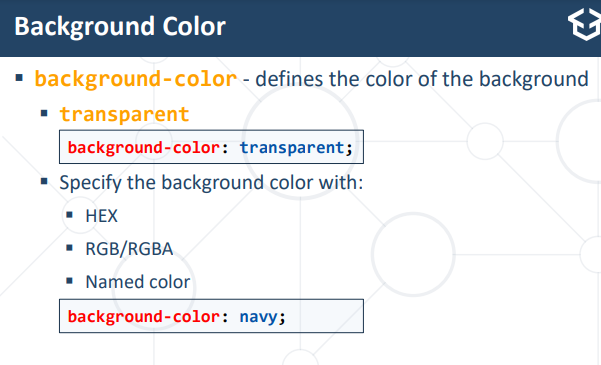 Background Color
▪ background-color - defines the color of the background
▪ transparent
background-color: transparent;
▪ Specify the background color with:
▪ HEX
▪ RGB/RGBA
▪ Named color
background-color: navy;